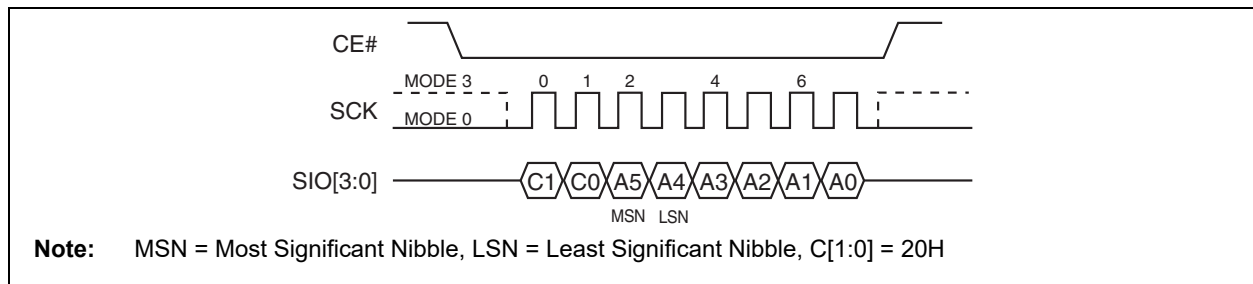 CE#
MODE 3
0 1 2 4 6
SCK
MODE 0
SIO[3:0]
C1 C0 A5 A4 A3 A2 A1 A0
MSN LSN
Note: MSN = Most Significant Nibble, LSN = Least Significant Nibble, C[1:0] = 20H